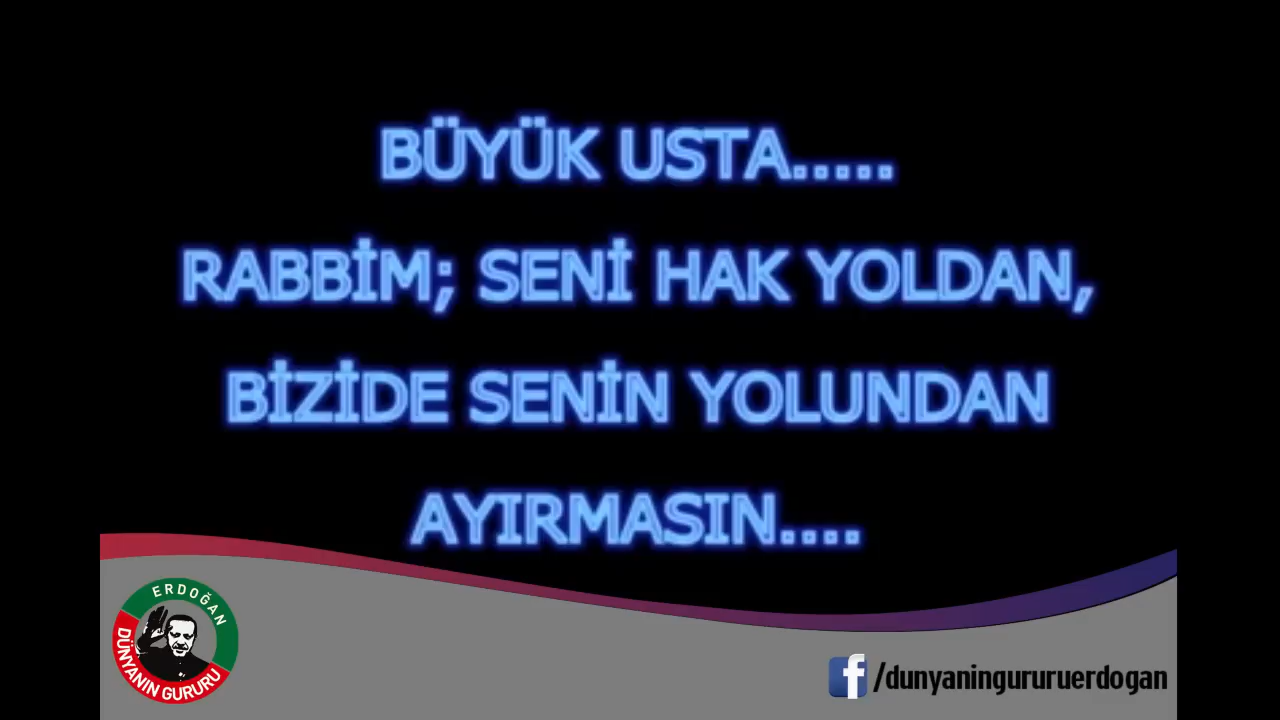 BÜYÜK USTA.....
RABBİM; SENİ HAK YOLDAN,
BİZİDE SENİN YOLUNDAN
AYIRMASIN....
ERDOĞAN
DÜNYANIN GURURU
f /dunyaningururuerdogan